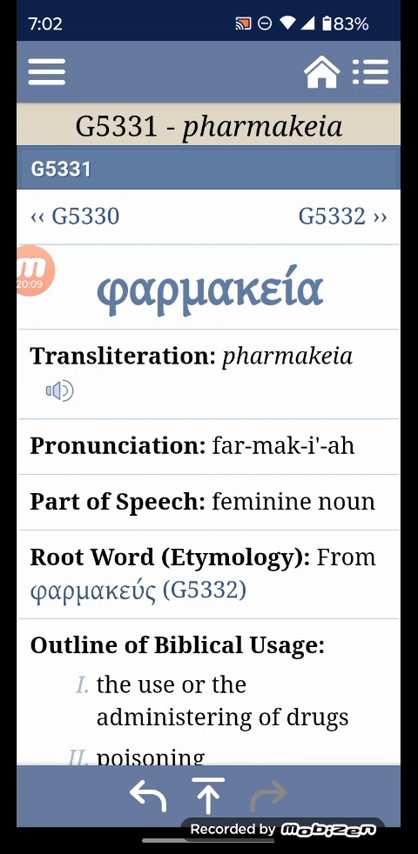 7:02
83%
G5331 - pharmakeia
G5331
‹‹ G5330
G5332 ››
m
20:09
φαρμακεία
Transliteration: pharmakeia
Pronunciation: far-mak-i'-ah
Part of Speech: feminine noun
Root Word (Etymology): From
φαρμακεύς (G5332)
Outline of Biblical Usage:
I. the use or the
administering of drugs
II. poisoning
Recorded by mobizen